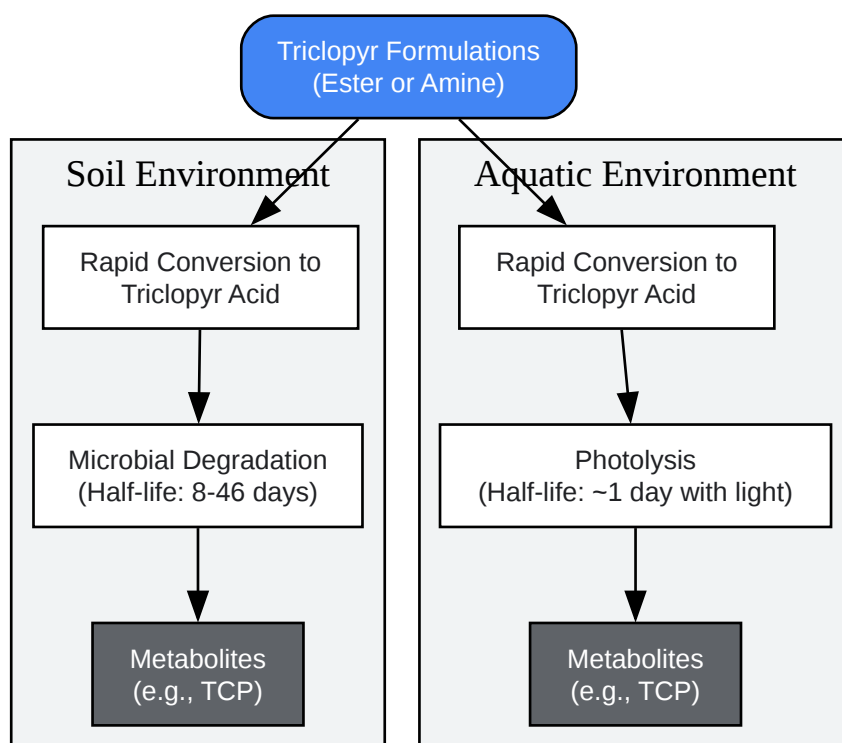 Triclopyr Formulations
(Ester or Amine)
Soil Environment
Rapid Conversion to
Triclopyr Acid
Microbial Degradation
(Half-life: 8-46 days)
Metabolites
(e.g., TCP)
Aquatic Environment
Rapid Conversion to
Triclopyr Acid
Photolysis
(Half-life: ~1 day with light)
Metabolites
(e.g., TCP)